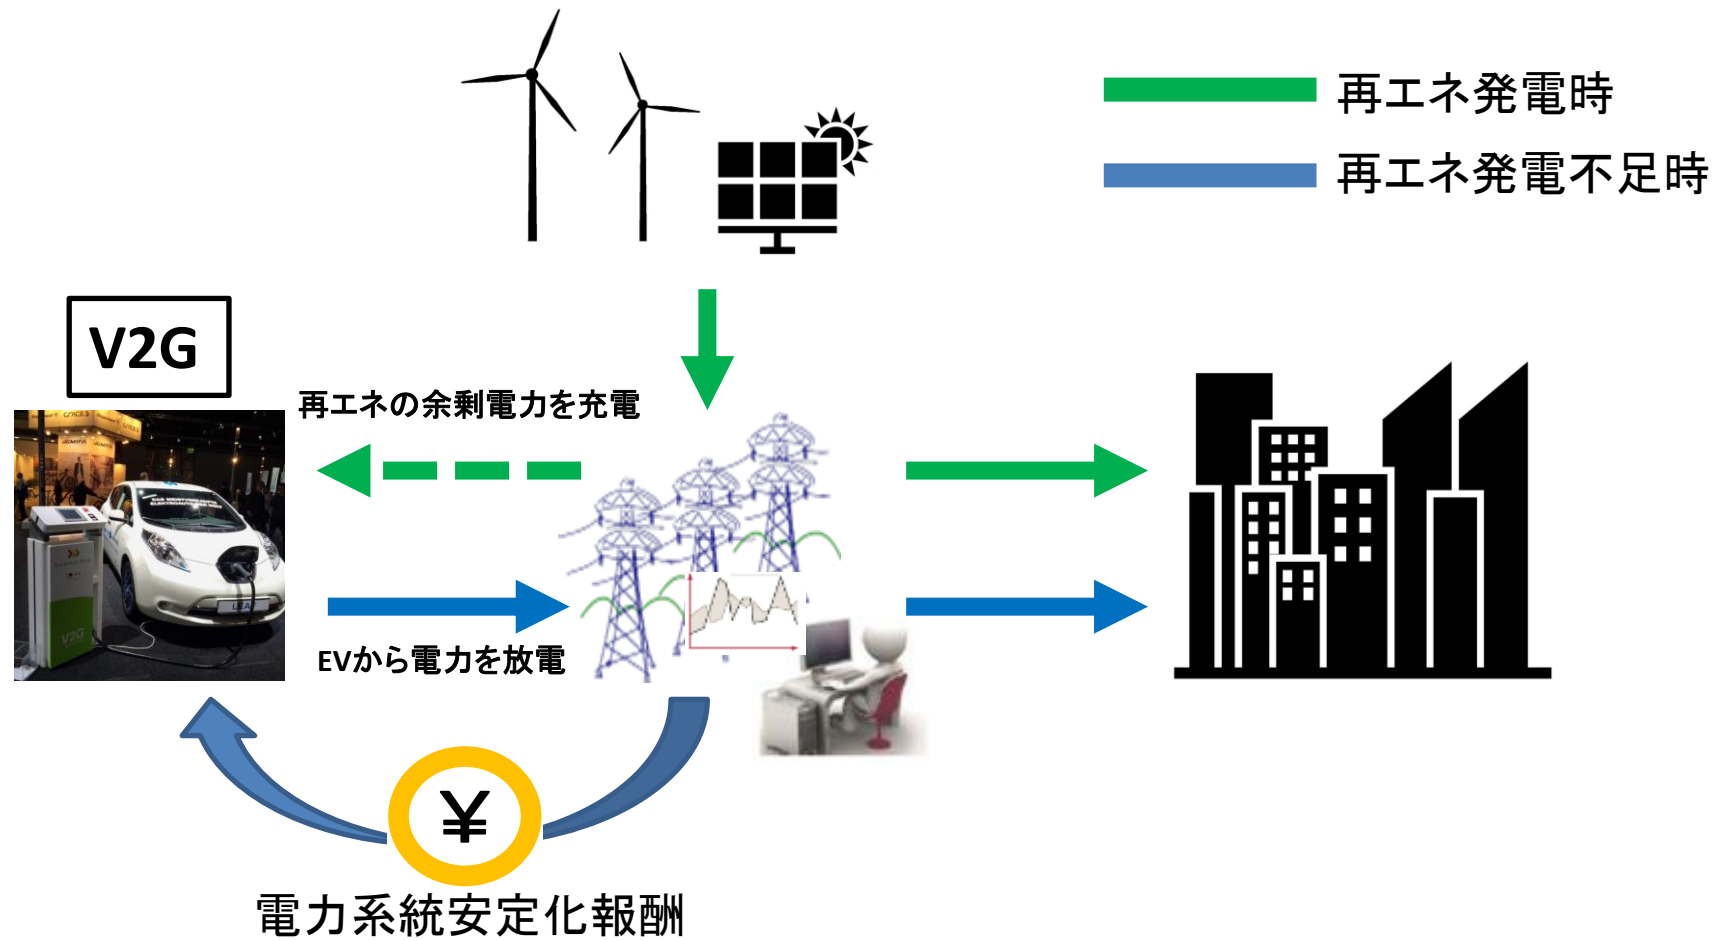 再エネ発電時
再エネ発電不足時
V2G
再エネの余剰電力を充電
EVから電力を放電
V2G
¥
電力系統安定化報酬